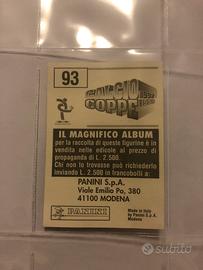 93
CALCIO
COPPE
IL MAGNIFICO ALBUM
per la raccolta di queste figurine è in
vendita nelle edicole al prezzo di
propaganda di L. 2.500.
Chi non lo trovasse può richiederlo
inviando L. 2.500 in francobolli a:
PANINI S.p.A.
Viale Emilio Po, 380
41100 MODENA
PANINI
Made in Italy
by Panini S.p.A.
Modena
subito